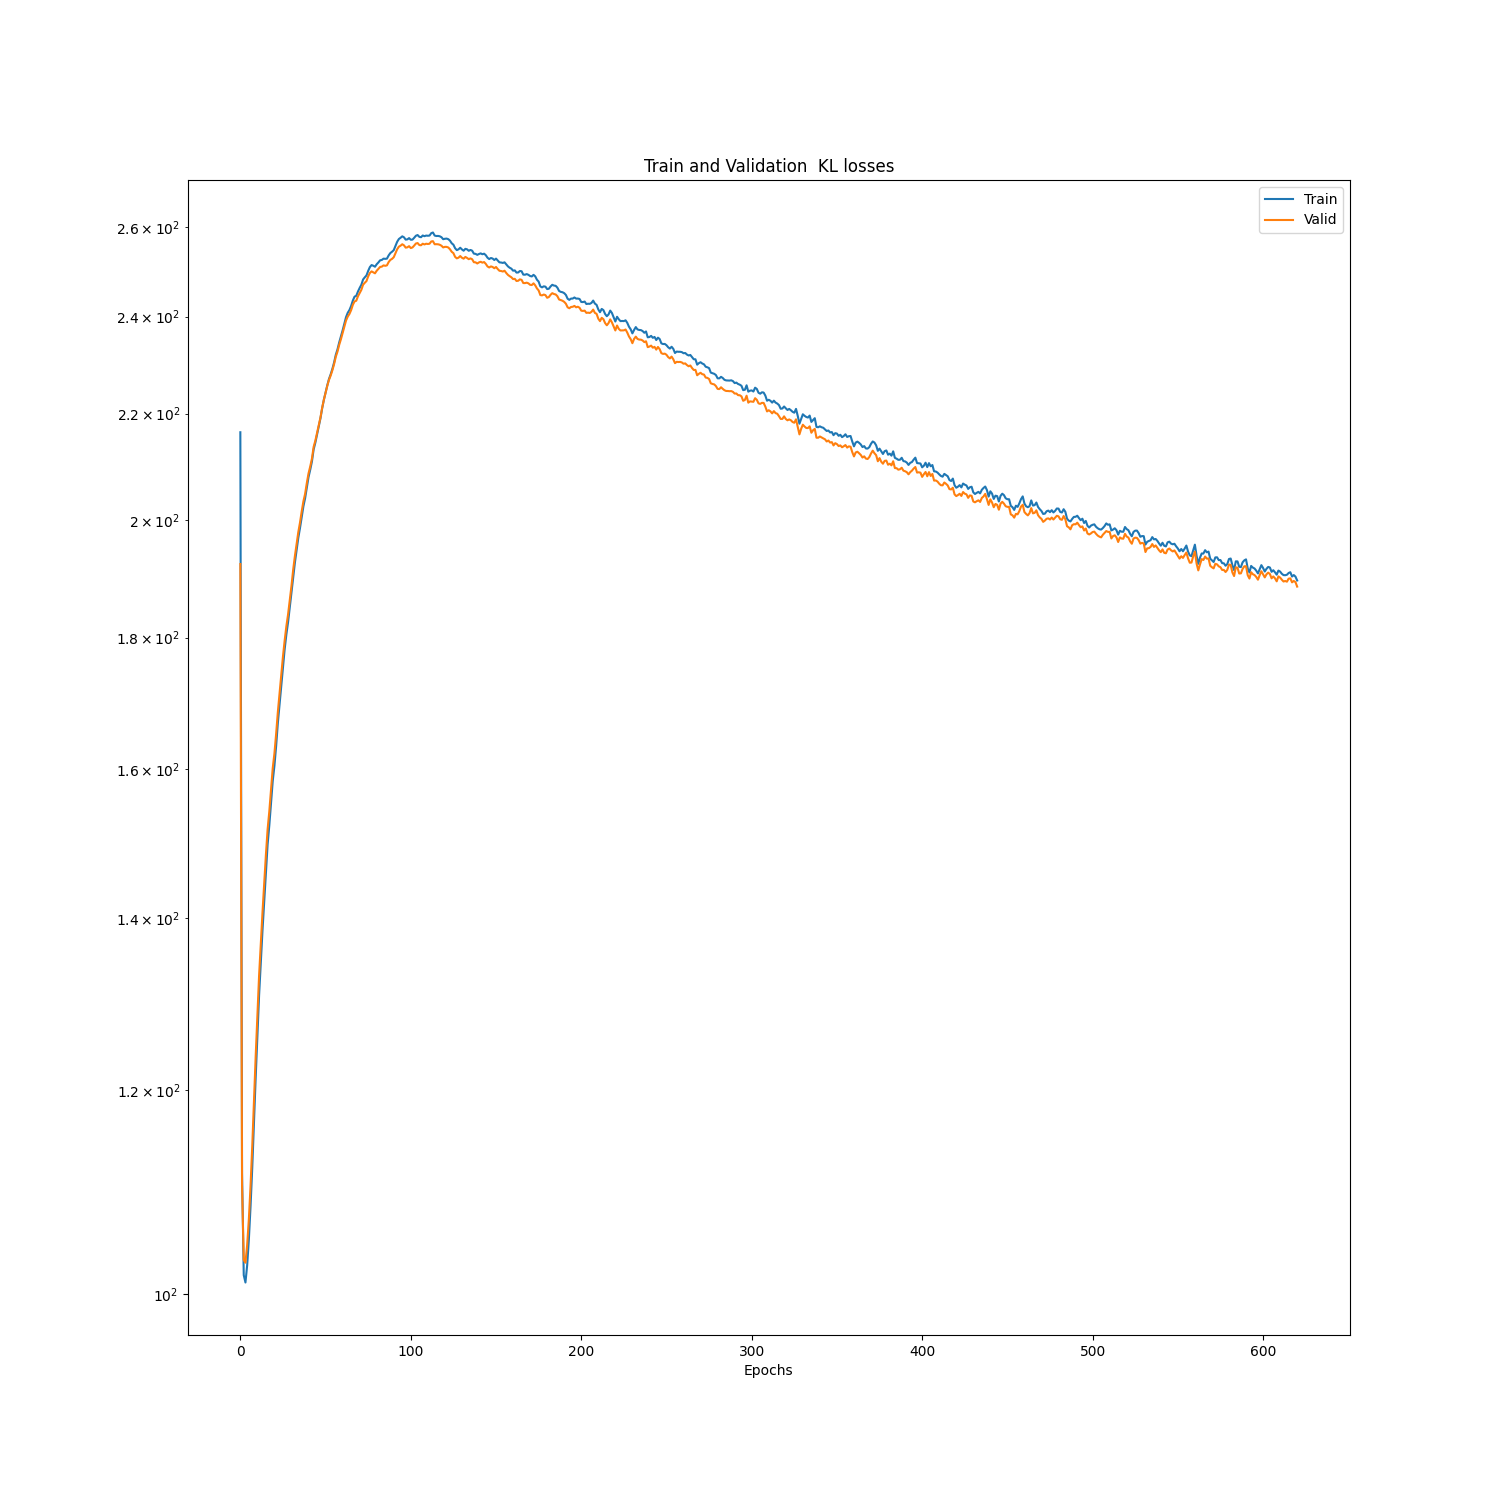 Train and Validation  KL losses
Train
Valid
2.6 × 10²
2.4 × 10²
2.2 × 10²
2 × 10²
1.8 × 10²
1.6 × 10²
1.4 × 10²
1.2 × 10²
10²
0 100 200 300 400 500 600
Epochs